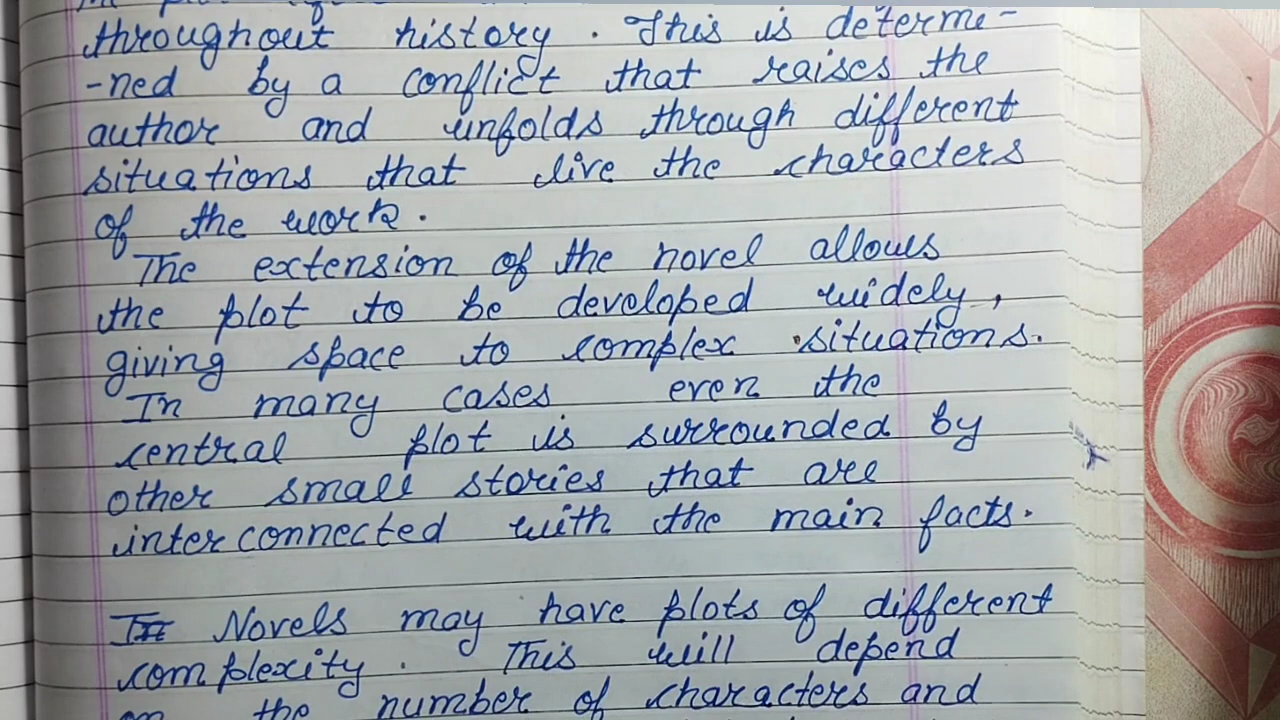 throughout history. This is determi-
-ned by a conflict that raises the
author and unfolds through different
situations that live the characters
of the work.
The extension of the novel allows
the plot to be developed widely,
giving space to complex situations.
In many cases even the
central plot is surrounded by
other small stories that are
interconnected with the main facts.
Novels may have plots of different
complexity. This will depend
on the number of characters and